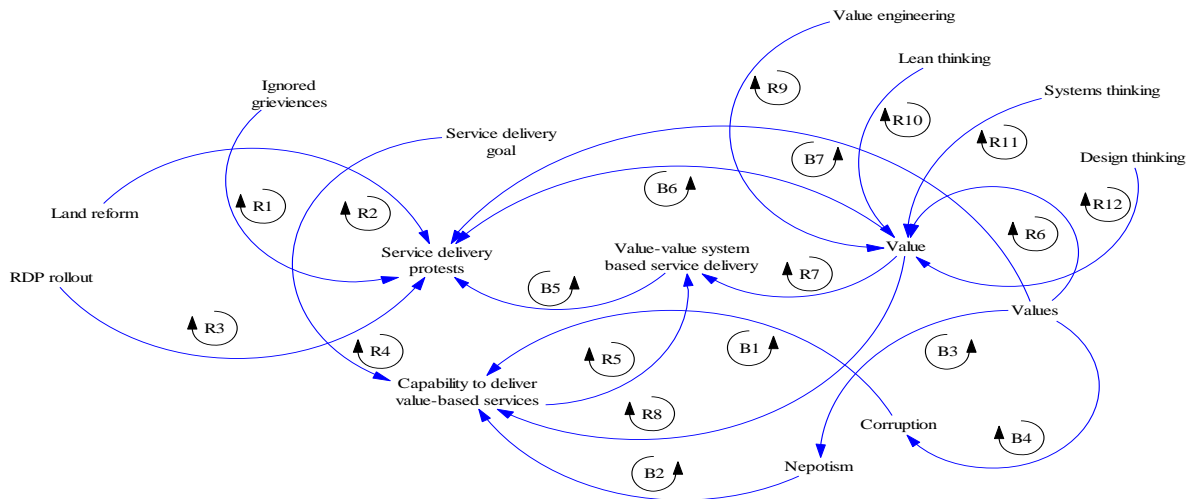 Value engineering
Lean thinking
Ignored
grieviences
R9
Systems thinking
R10
Service delivery
goal
R11
B7
Design thinking
B6
R1
R2
R12
Land reform
R6
Service delivery
protests
Value-value system
based service delivery
Value
RDP rollout
R7
B5
Values
R3
R4
R5
B1
B3
Capability to deliver
value-based services
R8
Corruption
B4
Nepotism
B2